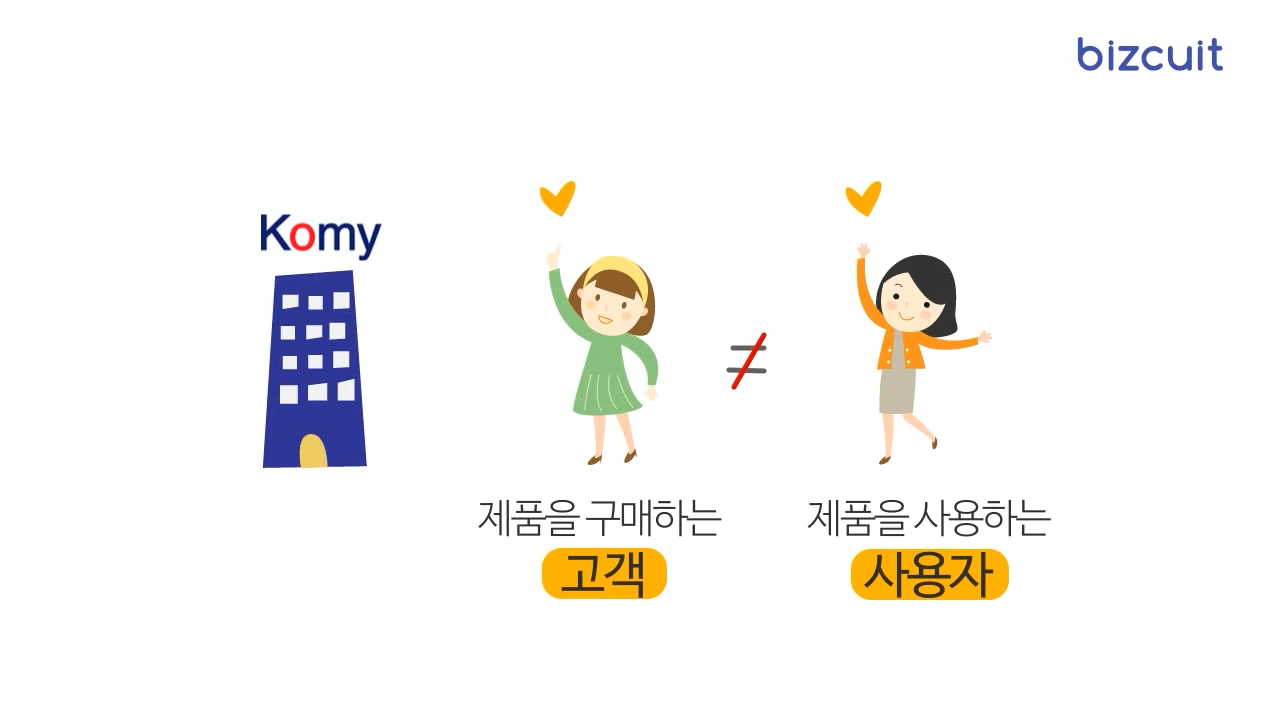 bizcuit
Komy
≠
제품을 구매하는
고객
제품을 사용하는
사용자